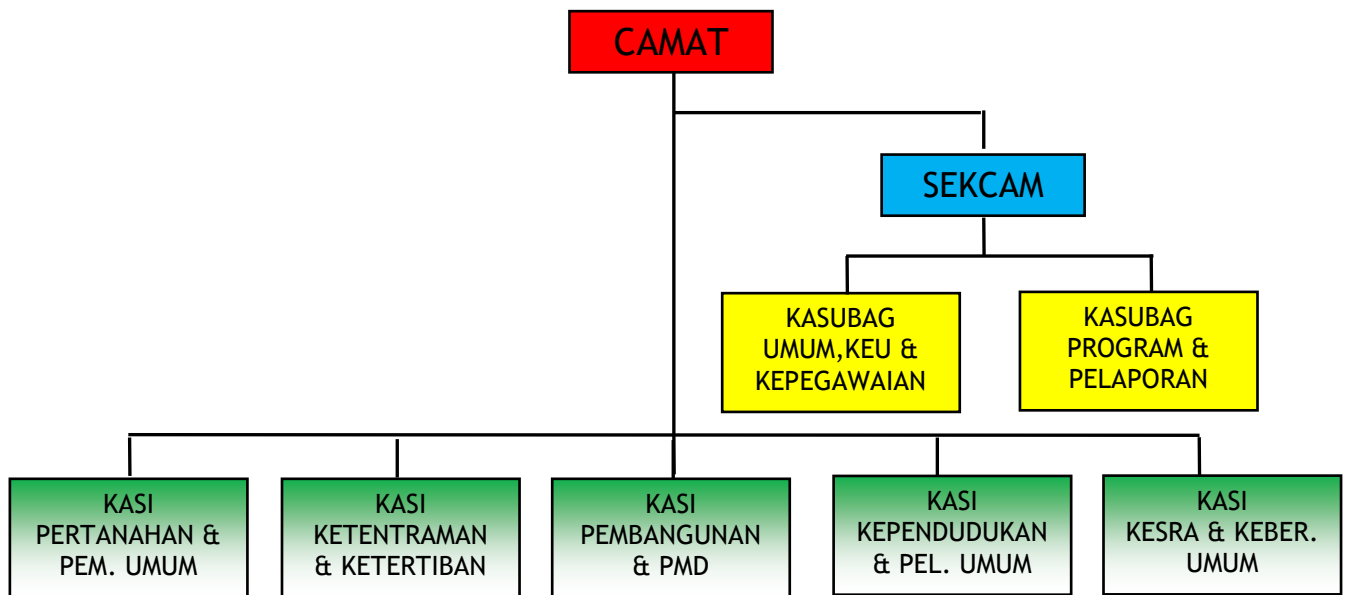 CAMAT
SEKCAM
KASUBAG
UMUM,KEU &
KEPEGAWAIAN
KASUBAG
PROGRAM &
PELAPORAN
KASI
PERTANAHAN &
PEM. UMUM
KASI
KETENTRAMAN
& KETERTIBAN
KASI
PEMBANGUNAN
& PMD
KASI
KEPENDUDUKAN
& PEL. UMUM
KASI
KESRA & KEBER.
UMUM